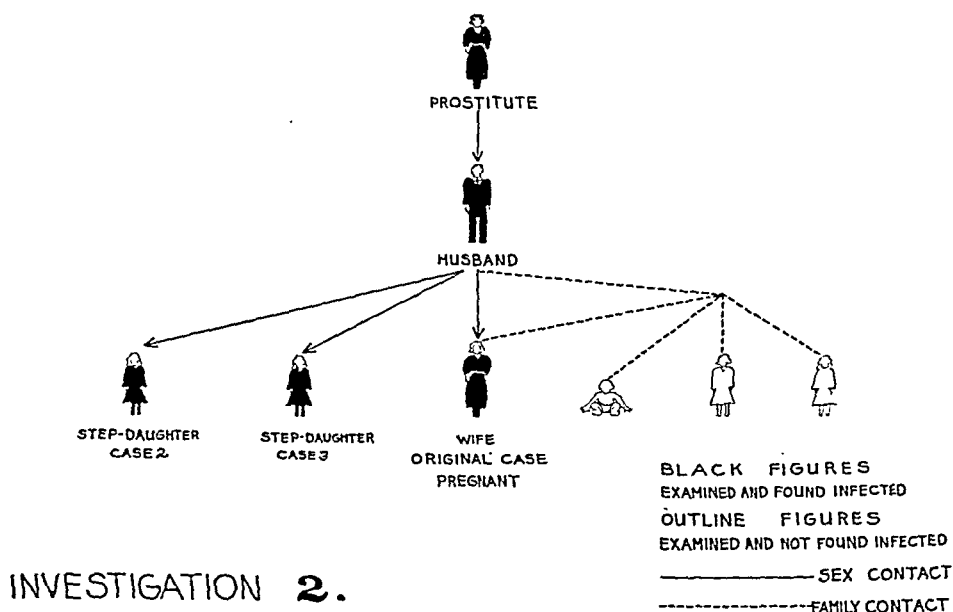 PROSTITUTE
HUSBAND
STEP-DAUGHTER
CASE 2
STEP-DAUGHTER
CASE 3
WIFE
ORIGINAL CASE
PREGNANT
BLACK FIGURES
EXAMINED AND FOUND INFECTED
OUTLINE FIGURES
EXAMINED AND NOT FOUND INFECTED
SEX CONTACT
FAMILY CONTACT
INVESTIGATION 2.